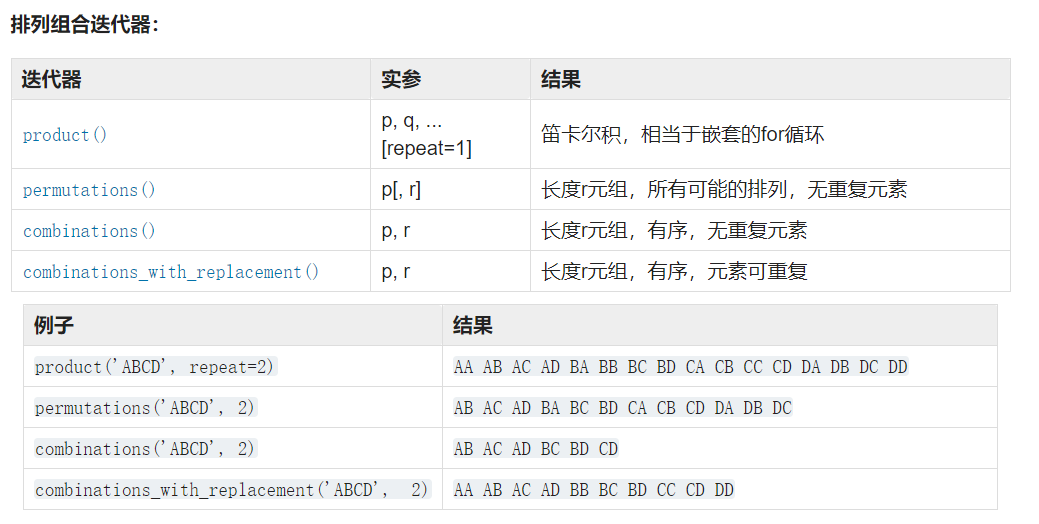 排列组合迭代器：
迭代器 实参 结果
product() p, q, ... [repeat=1] 笛卡尔积，相当于嵌套的for循环
permutations() p[, r] 长度r元组，所有可能的排列，无重复元素
combinations() p, r 长度r元组，有序，无重复元素
combinations_with_replacement() p, r 长度r元组，有序，元素可重复
例子 结果
product('ABCD', repeat=2) AA AB AC AD BA BB BC BD CA CB CC CD DA DB DC DD
permutations('ABCD', 2) AB AC AD BA BC BD CA CB CD DA DB DC
combinations('ABCD', 2) AB AC AD BC BD CD
combinations_with_replacement('ABCD', 2) AA AB AC AD BB BC BD CC CD DD